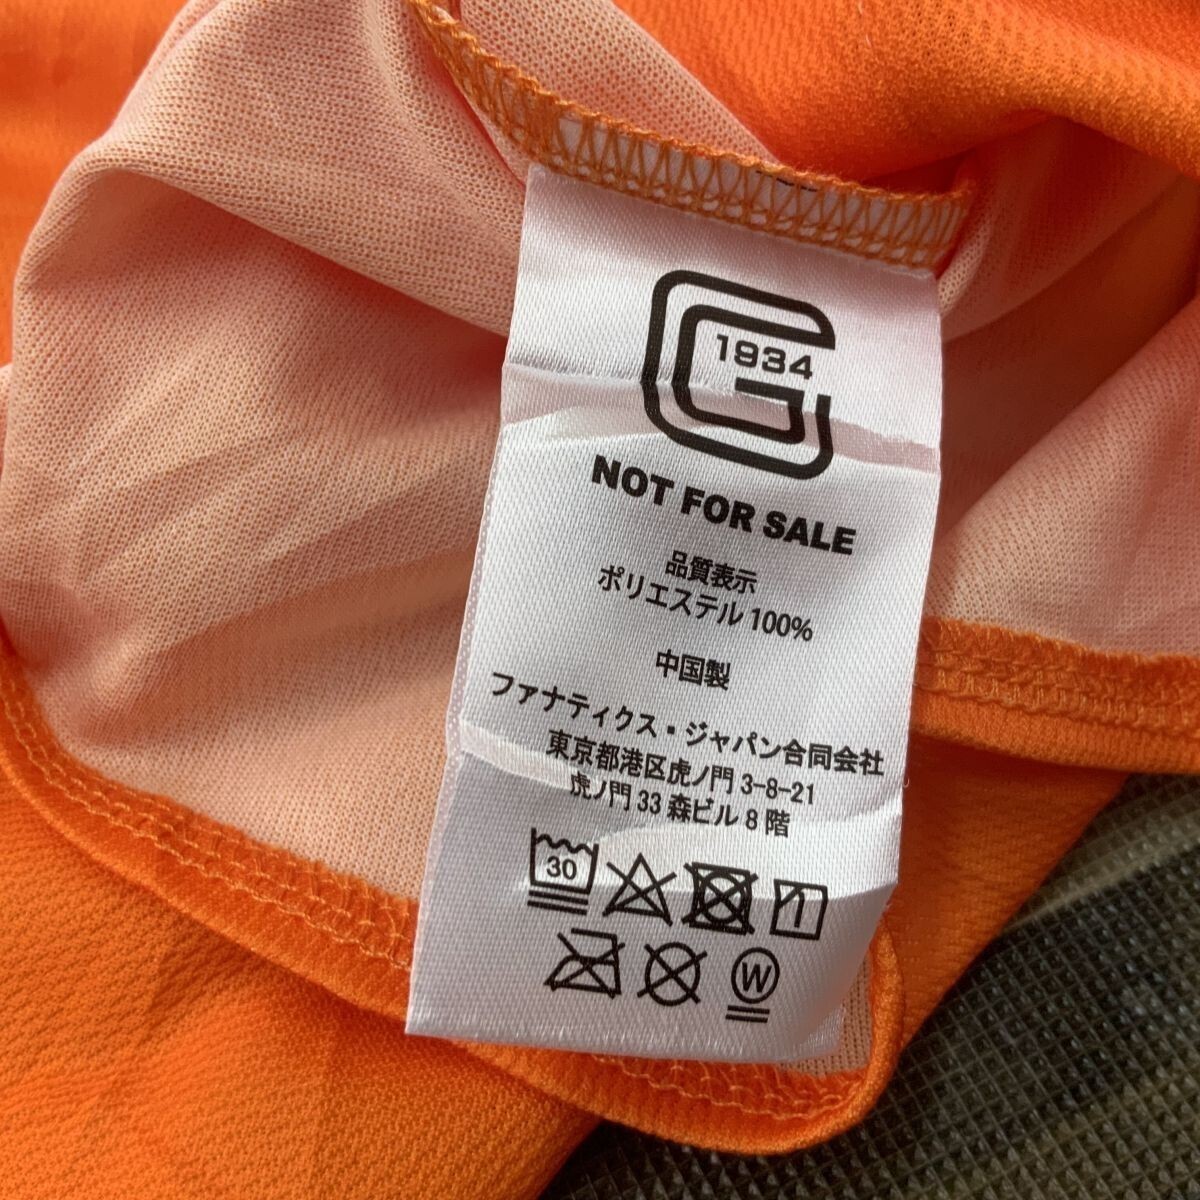 1934
NOT FOR SALE
品質表示
ポリエステル 100%
中国製
ファナティクス・ジャパン合同会社
東京都港区虎ノ門 3-8-21
虎ノ門 33 森ビル 8 階
30
W